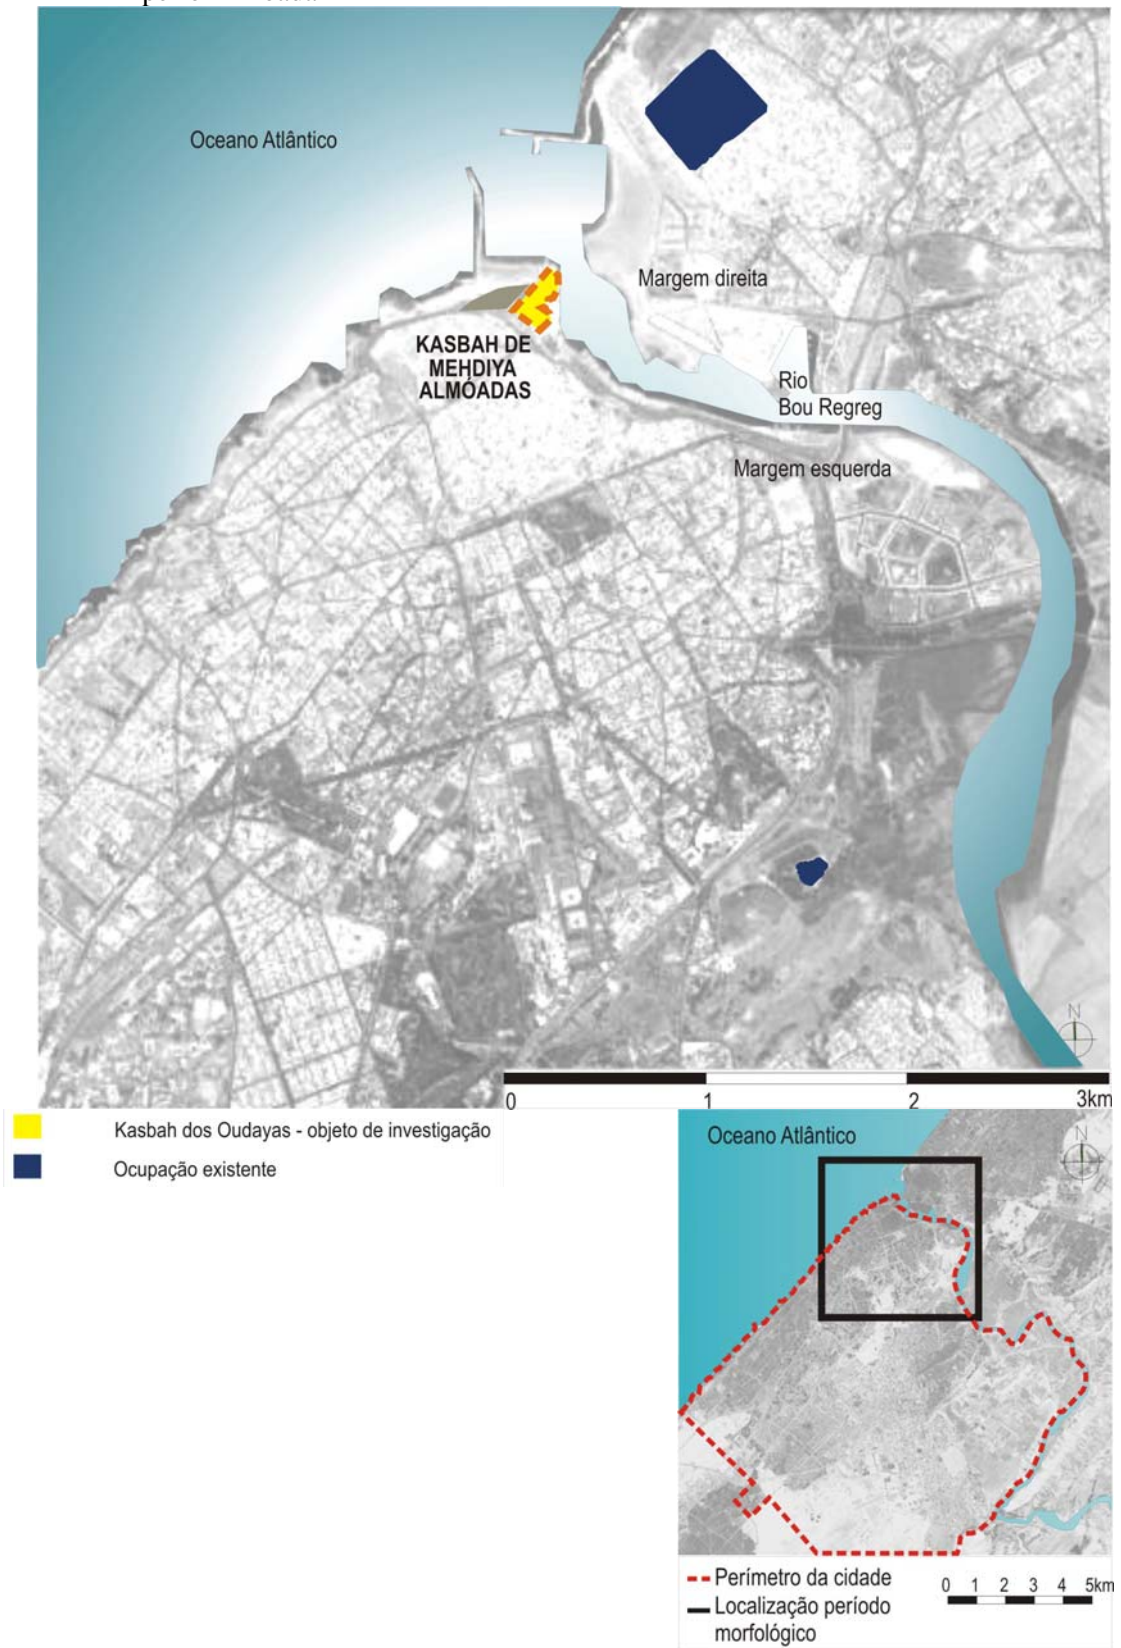 Oceano Atlântico
Margem direita
KASBAH DE
MEHDIYA
ALMÓADAS
Rio
Bou Regreg
Margem esquerda
N
0 1 2 3km
Kasbah dos Oudayas - objeto de investigação
Ocupação existente
Oceano Atlântico
N
Perímetro da cidade
0 1 2 3 4 5km
Localização período
morfológico